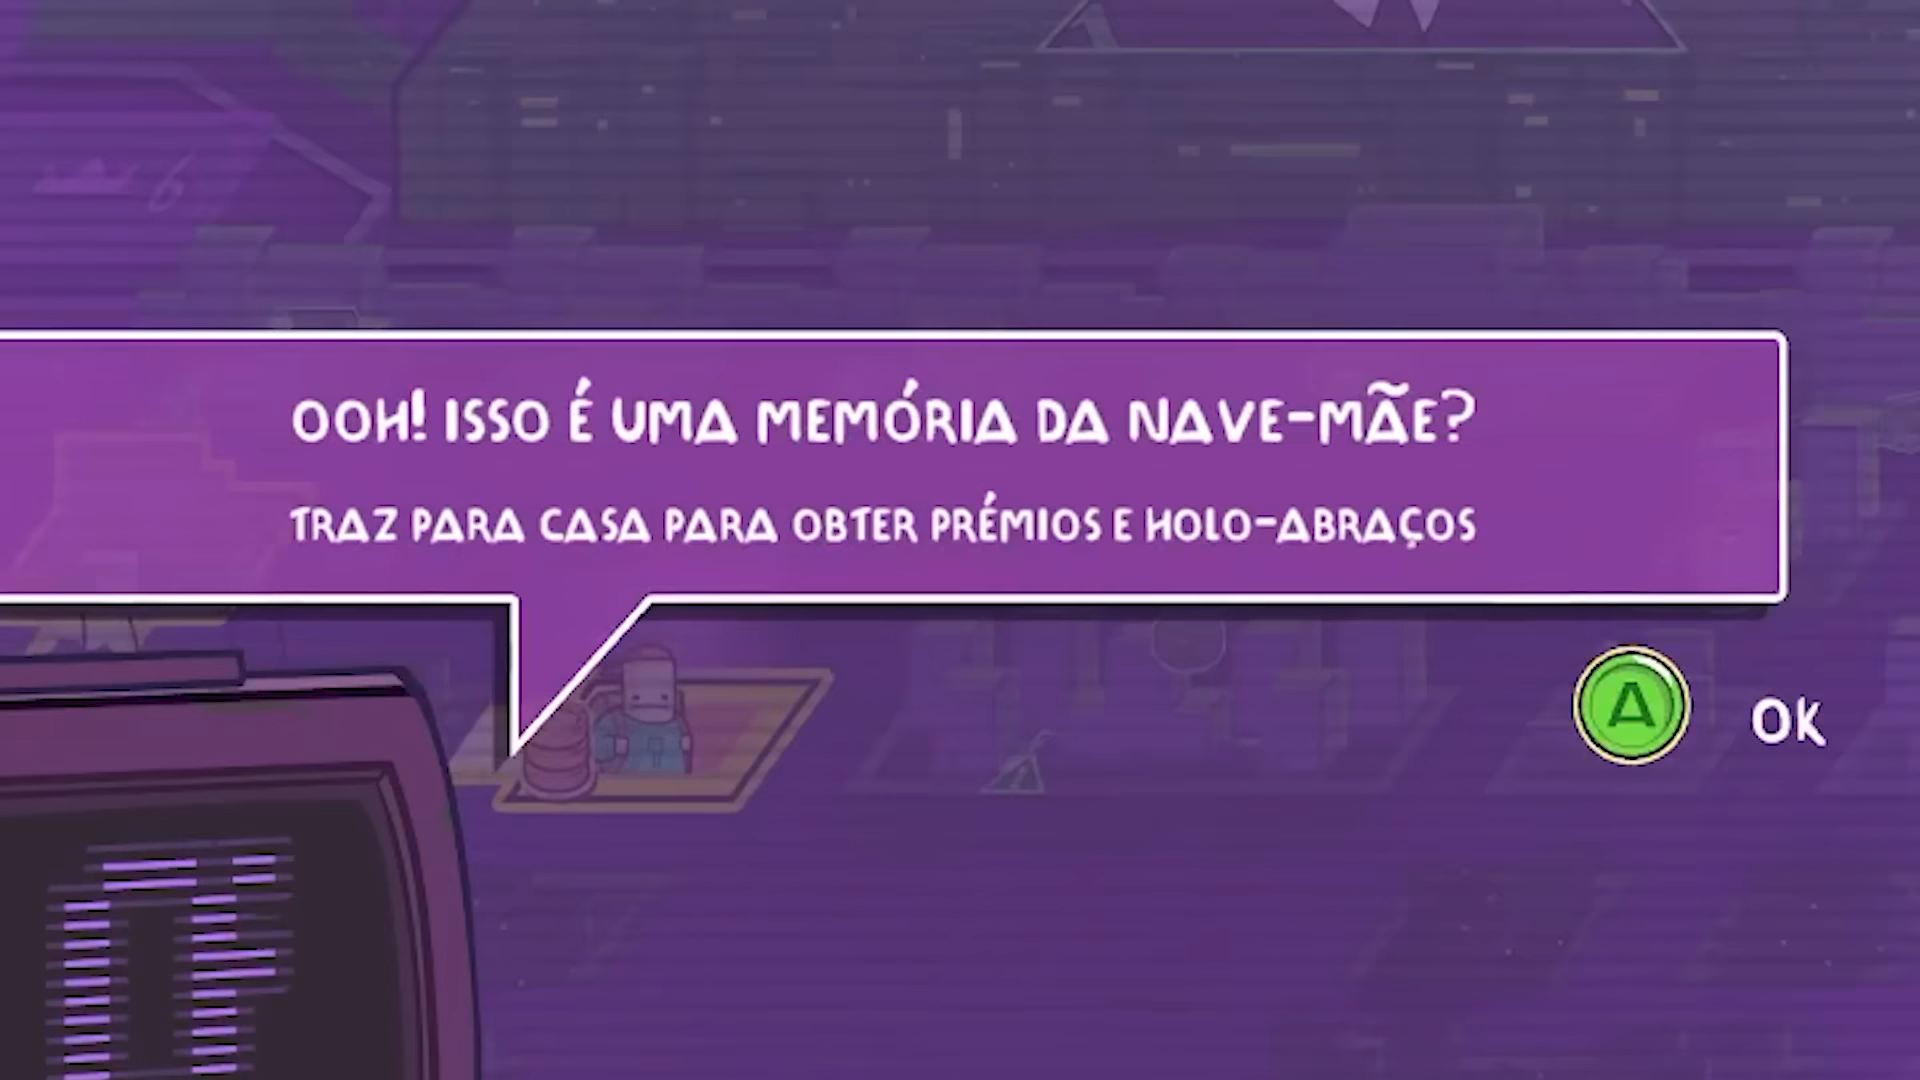 OOH! ISSO É UMA MEMÓRIA DA NAVE-MÃE?
TRAZ PARA CASA PARA OBTER PRÉMIOS E HOLO-ABRAÇOS
A OK